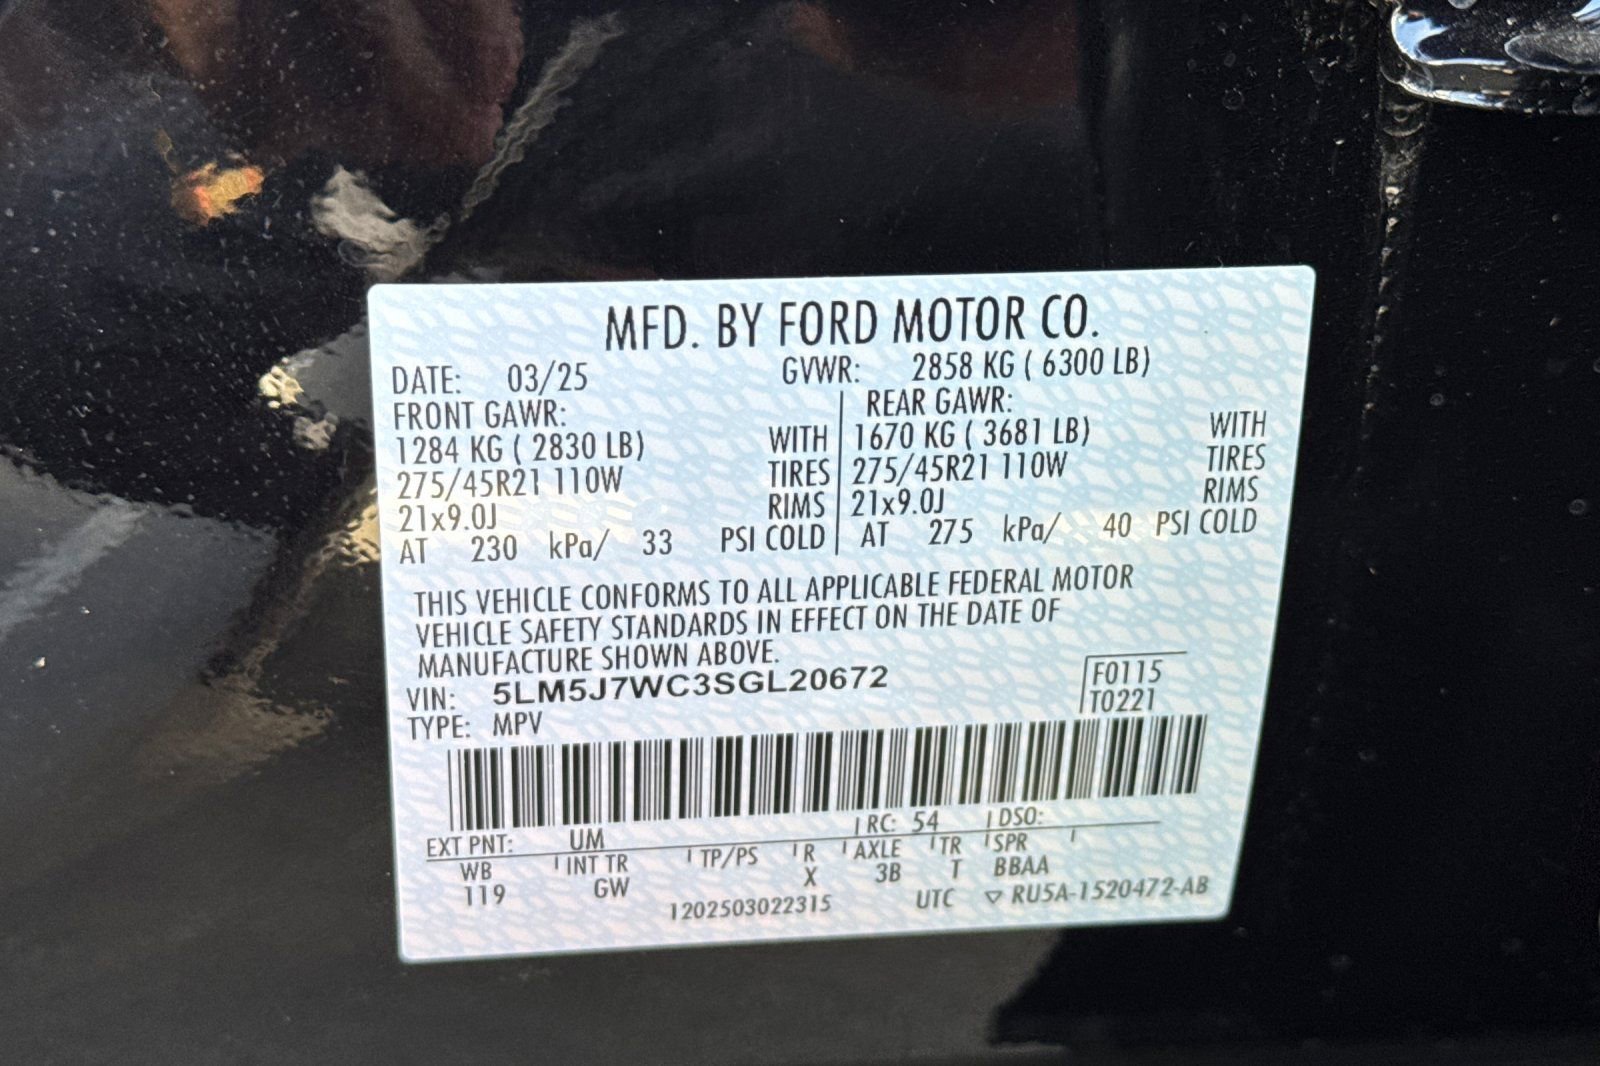 MFD. BY FORD MOTOR CO.
DATE: 03/25 GVWR: 2858 KG ( 6300 LB)
FRONT GAWR: REAR GAWR:
1284 KG ( 2830 LB) WITH 1670 KG ( 3681 LB) WITH
275/45R21 110W TIRES 275/45R21 110W TIRES
21x9.0J RIMS 21x9.0J RIMS
AT 230 kPa/ 33 PSI COLD AT 275 kPa/ 40 PSI COLD
THIS VEHICLE CONFORMS TO ALL APPLICABLE FEDERAL MOTOR
VEHICLE SAFETY STANDARDS IN EFFECT ON THE DATE OF
MANUFACTURE SHOWN ABOVE.
VIN: 5LM5J7WC3SGL20672 F0115
TYPE: MPV T0221
EXT PNT: UM RC: 54 DSO:
WB INT TR TP/PS R AXLE TR SPR
119 GW X 3B T BBAA
1202503022315 UTC ▽ RU5A-1520472-AB